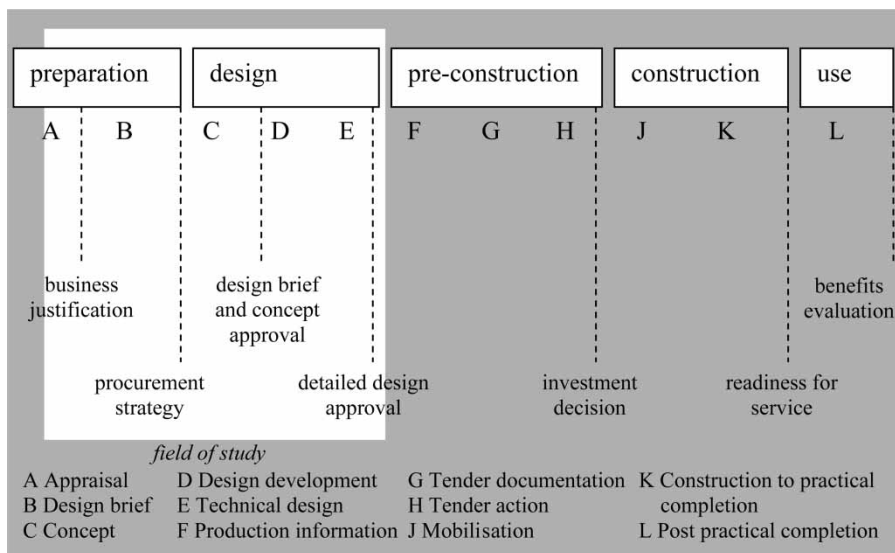 preparation design pre-construction construction use
A B C D E F G H J K L
business
justification
design brief
and concept
approval
benefits
evaluation
procurement
strategy
detailed design
approval
investment
decision
readiness for
service
field of study
A Appraisal
B Design brief
C Concept
D Design development
E Technical design
F Production information
G Tender documentation
H Tender action
J Mobilisation
K Construction to practical
completion
L Post practical completion